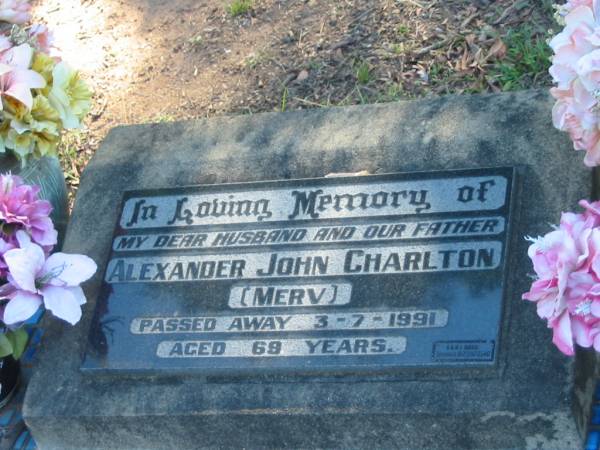 In Loving Memory of
MY DEAR HUSBAND AND OUR FATHER
ALEXANDER JOHN CHARLTON
(MERV)
PASSED AWAY 3-7-1991
AGED 69 YEARS.